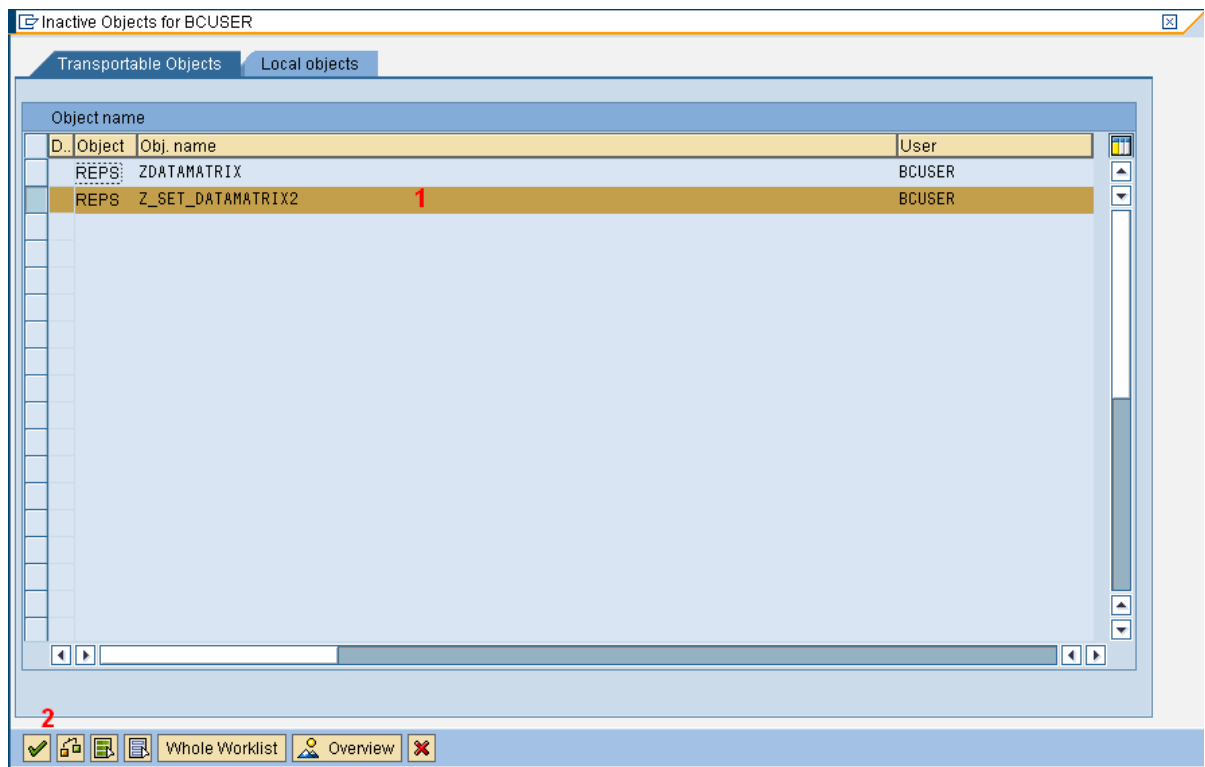 Inactive Objects for BCUSER
Transportable Objects Local objects
Object name
D.. Object Obj. name User
REPS ZDATAMATRIX BCUSER
REPS Z_SET_DATAMATRIX2 1 BCUSER
2
Whole Worklist Overview